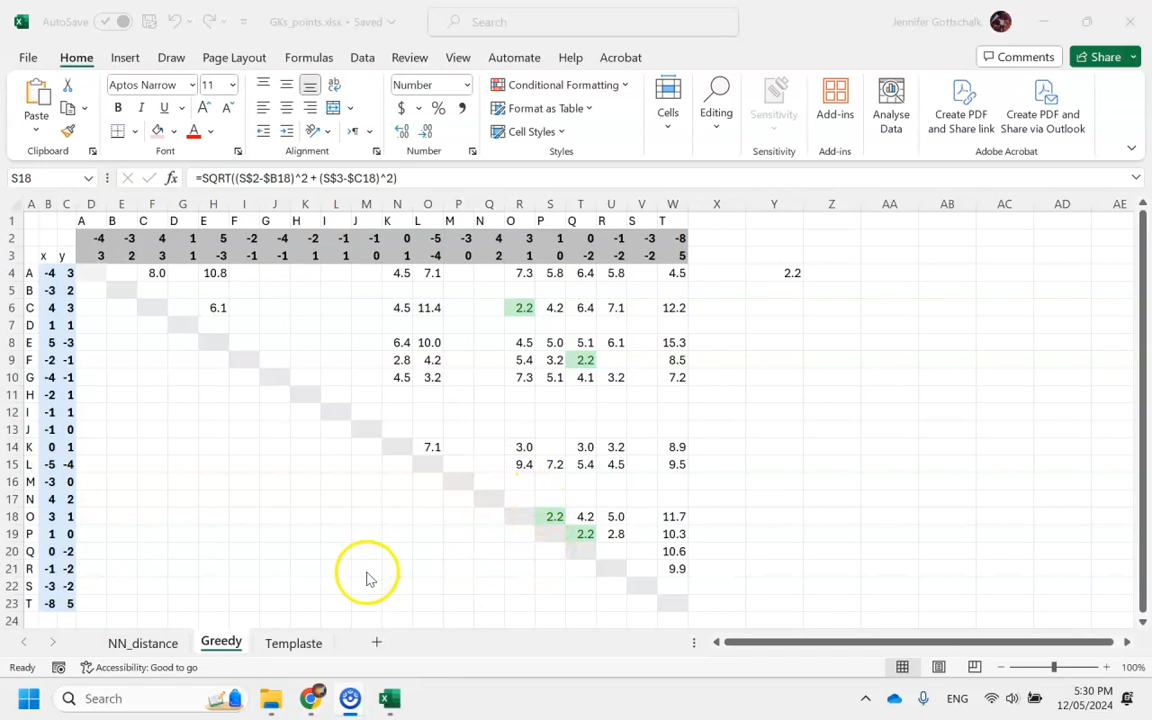 AutoSave GKs_points.xlsx • Saved Search Jennifer Gottschalk
File Home Insert Draw Page Layout Formulas Data Review View Automate Help Acrobat Comments Share
Paste Aptos Narrow 11 Number Conditional Formatting Format as Table Cell Styles Cells Editing Sensitivity Add-ins Analyse Data Create PDF and Share link Create PDF and Share via Outlook
Clipboard Font Alignment Number Styles Sensitivity Add-ins Adobe Acrobat
S18 fx =SQRT((S$2-$B18)^2 + (S$3-$C18)^2)
A B C D E F G H I J K L M N O P Q R S T U V W X Y Z AA AB AC AD AE
1 A B C D E F G H I J K L M N O P Q R S T
2 -4 -3 4 1 5 -2 -4 -2 -1 -1 0 -5 -3 4 3 1 0 -1 -3 -8
3 x y 3 2 3 1 -3 -1 -1 1 1 0 1 -4 0 2 1 0 -2 -2 -2 5
4 A -4 3 8.0 10.8 4.5 7.1 7.3 5.8 6.4 5.8 4.5 2.2
5 B -3 2
6 C 4 3 6.1 4.5 11.4 2.2 4.2 6.4 7.1 12.2
7 D 1 1
8 E 5 -3 6.4 10.0 4.5 5.0 5.1 6.1 15.3
9 F -2 -1 2.8 4.2 5.4 3.2 2.2 8.5
10 G -4 -1 4.5 3.2 7.3 5.1 4.1 3.2 7.2
11 H -2 1
12 I -1 1
13 J -1 0
14 K 0 1 7.1 3.0 3.0 3.2 8.9
15 L -5 -4 9.4 7.2 5.4 4.5 9.5
16 M -3 0
17 N 4 2
18 O 3 1 2.2 4.2 5.0 11.7
19 P 1 0 2.2 2.8 10.3
20 Q 0 -2 10.6
21 R -1 -2 9.9
22 S -3 -2
23 T -8 5
24
NN_distance Greedy Templaste
Ready Accessibility: Good to go 100%
Search ENG 5:30 PM
12/05/2024